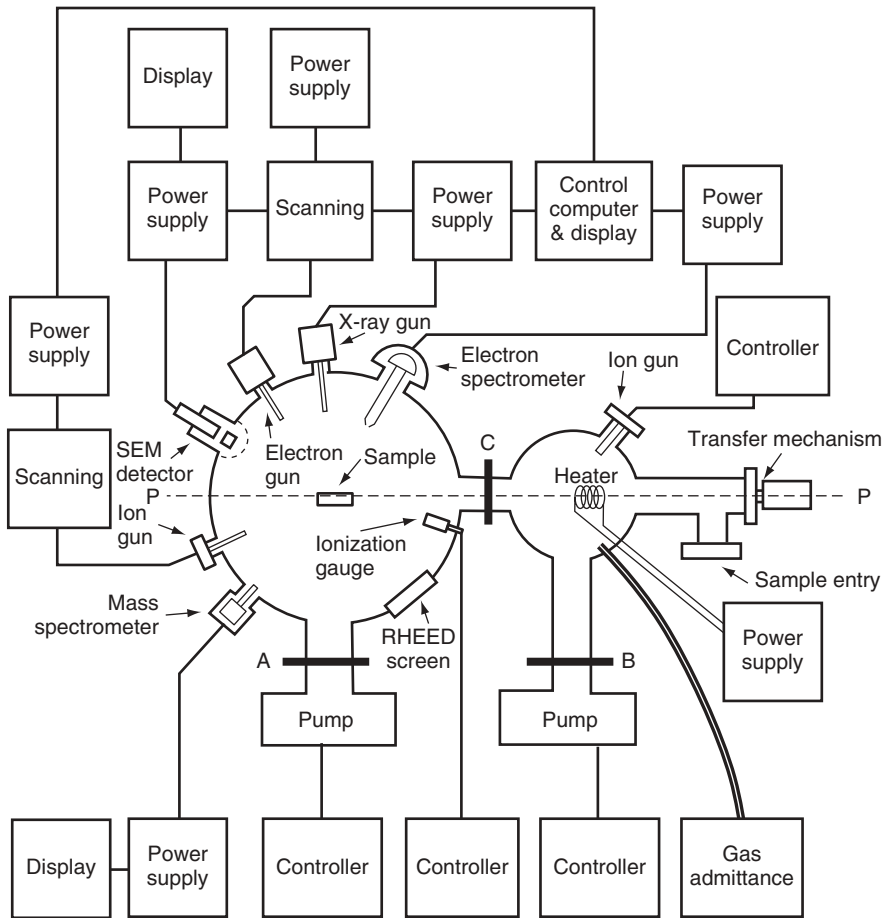 Display
Power
supply
Power
supply
Scanning
Power
supply
Control
computer
& display
Power
supply
Power
supply
X-ray gun
Electron
spectrometer
Ion gun
Controller
SEM
detector
Electron
gun
C
Transfer mechanism
Scanning
Sample
Heater
P
P
Ion
gun
Ionization
gauge
Sample entry
Mass
spectrometer
RHEED
screen
A
B
Power
supply
Pump
Pump
Display
Power
supply
Controller
Controller
Controller
Gas
admittance